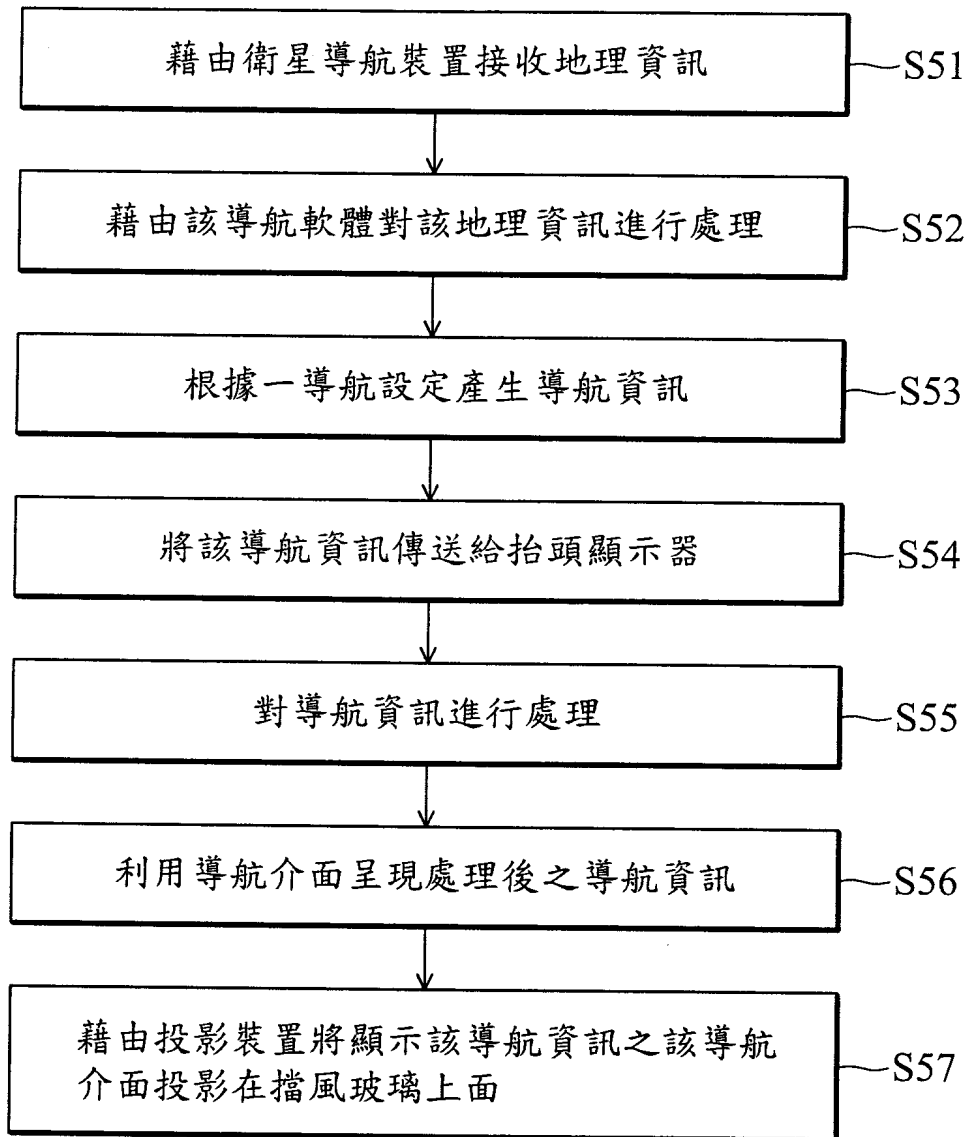 藉由衛星導航裝置接收地理資訊
S51
藉由該導航軟體對該地理資訊進行處理
S52
根據一導航設定產生導航資訊
S53
將該導航資訊傳送給抬頭顯示器
S54
對導航資訊進行處理
S55
利用導航介面呈現處理後之導航資訊
S56
藉由投影裝置將顯示該導航資訊之該導航
介面投影在擋風玻璃上面
S57